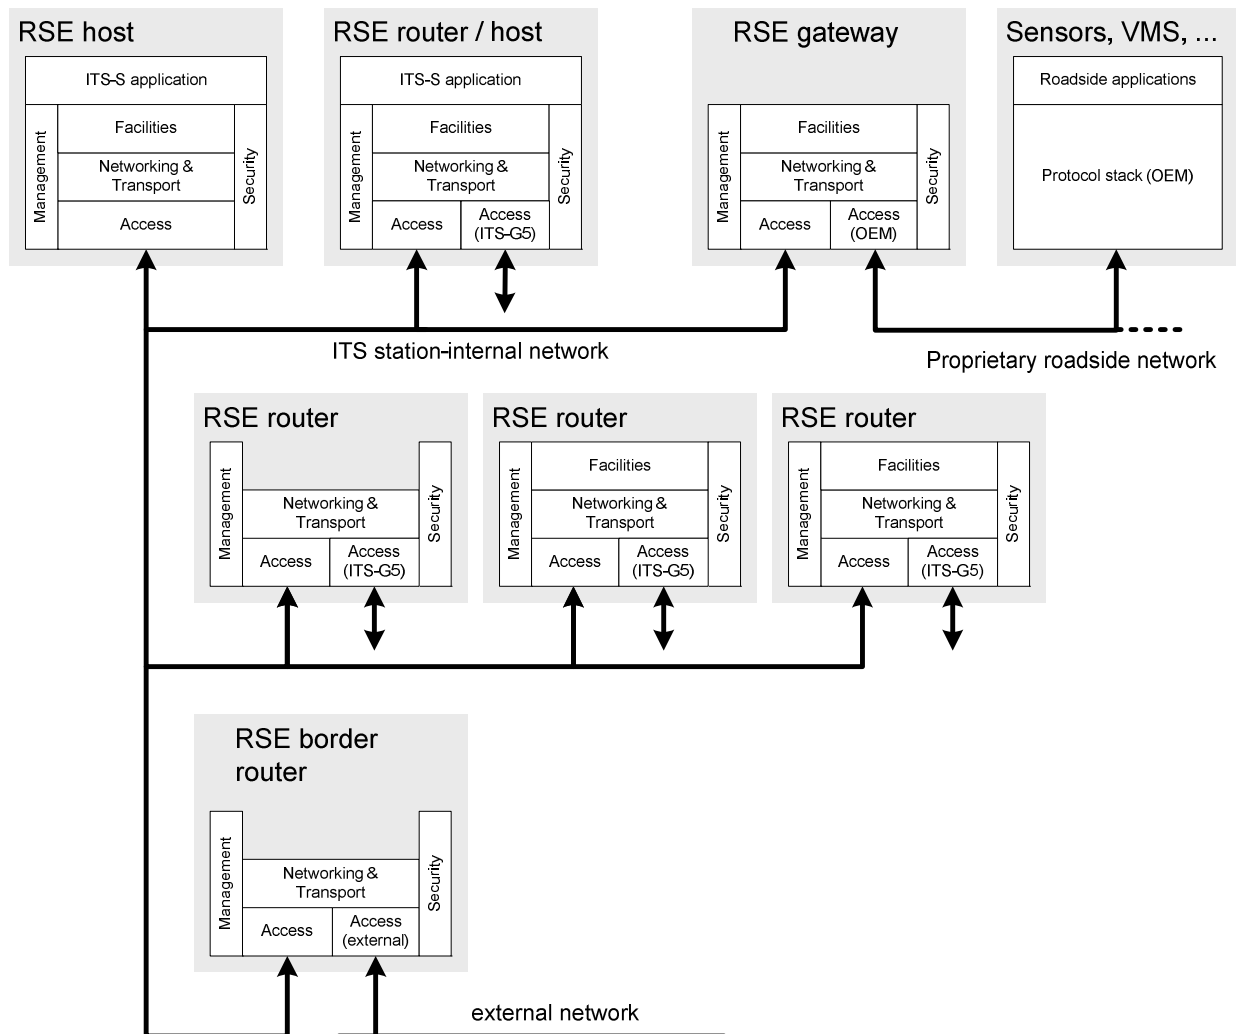 RSE host
ITS-S application
Management
Facilities
Networking &
Transport
Access
Security
RSE router / host
ITS-S application
Management
Facilities
Networking &
Transport
Access
Access
(ITS-G5)
Security
RSE gateway
Management
Facilities
Networking &
Transport
Access
Access
(OEM)
Security
Sensors, VMS, ...
Roadside applications
Protocol stack (OEM)
ITS station-internal network
Proprietary roadside network
RSE router
Management
Networking &
Transport
Access
Access
(ITS-G5)
Security
RSE router
Management
Facilities
Networking &
Transport
Access
Access
(ITS-G5)
Security
RSE router
Management
Facilities
Networking &
Transport
Access
Access
(ITS-G5)
Security
RSE border
router
Management
Networking &
Transport
Access
Access
(external)
Security
external network